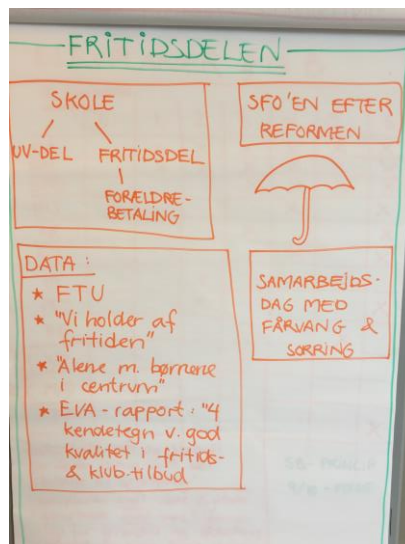 FRITIDSDELEN
SKOLE
UV-DEL FRITIDSDEL
FORÆLDRE-
BETALING
SFO'EN EFTER
REFORMEN
DATA:
* FTU
* "Vi holder af
fritiden"
* "Alene m. børnene
i centrum"
* EVA-rapport: "4
kendetegn v. god
kvalitet i fritids-
& klub-tilbud
SAMARBEJDS-
DAG MED
FÅRVANG &
SORRING